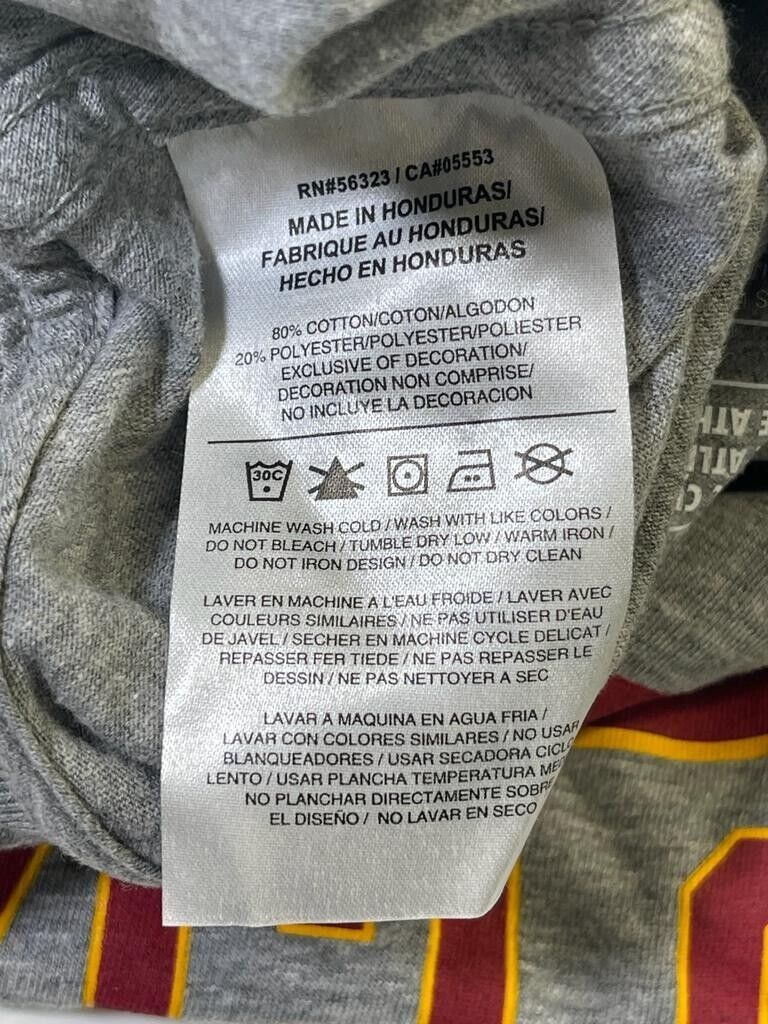 RN#56323 / CA#05553
MADE IN HONDURAS/
FABRIQUE AU HONDURAS/
HECHO EN HONDURAS
80% COTTON/COTON/ALGODON
20% POLYESTER/POLYESTER/POLIESTER
EXCLUSIVE OF DECORATION/
DECORATION NON COMPRISE/
NO INCLUYE LA DECORACION
30C
MACHINE WASH COLD / WASH WITH LIKE COLORS /
DO NOT BLEACH / TUMBLE DRY LOW / WARM IRON /
DO NOT IRON DESIGN / DO NOT DRY CLEAN
LAVER EN MACHINE A L'EAU FROIDE / LAVER AVEC
COULEURS SIMILAIRES / NE PAS UTILISER D'EAU
DE JAVEL / SECHER EN MACHINE CYCLE DELICAT /
REPASSER FER TIEDE / NE PAS REPASSER LE
DESSIN / NE PAS NETTOYER A SEC
LAVAR A MAQUINA EN AGUA FRIA /
LAVAR CON COLORES SIMILARES / NO USAR
BLANQUEADORES / USAR SECADORA CICLO
LENTO / USAR PLANCHA TEMPERATURA
NO PLANCHAR DIRECTAMENTE SOBRE
EL DISEÑO / NO LAVAR EN SECO